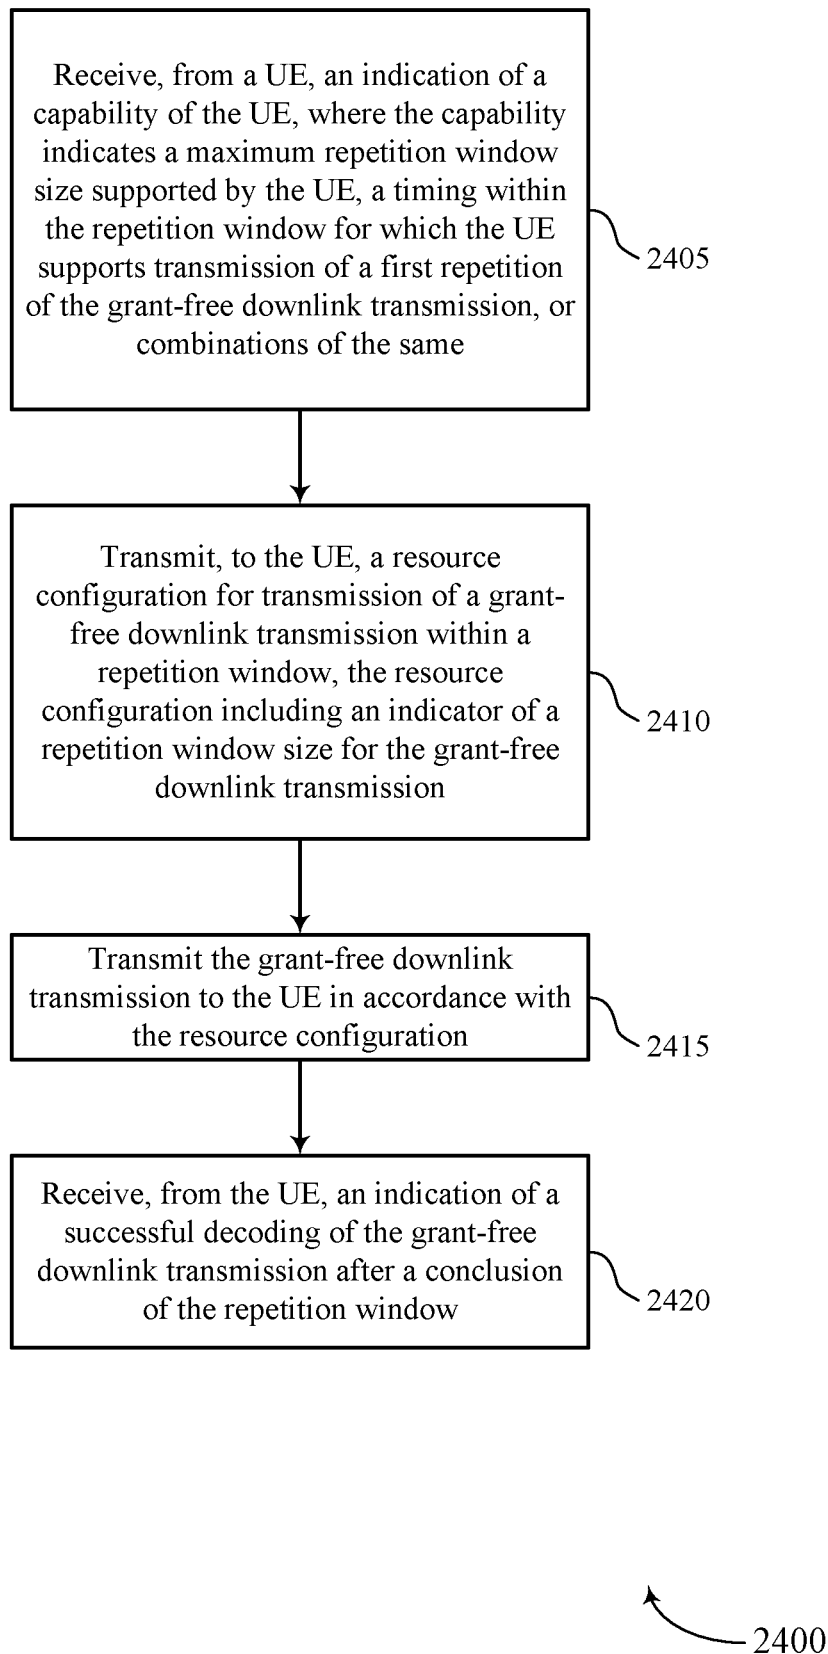 Receive, from a UE, an indication of a
capability of the UE, where the capability
indicates a maximum repetition window
size supported by the UE, a timing within
the repetition window for which the UE
supports transmission of a first repetition
of the grant-free downlink transmission, or
combinations of the same
2405
Transmit, to the UE, a resource
configuration for transmission of a grant-
free downlink transmission within a
repetition window, the resource
configuration including an indicator of a
repetition window size for the grant-free
downlink transmission
2410
Transmit the grant-free downlink
transmission to the UE in accordance with
the resource configuration
2415
Receive, from the UE, an indication of a
successful decoding of the grant-free
downlink transmission after a conclusion
of the repetition window
2420
2400